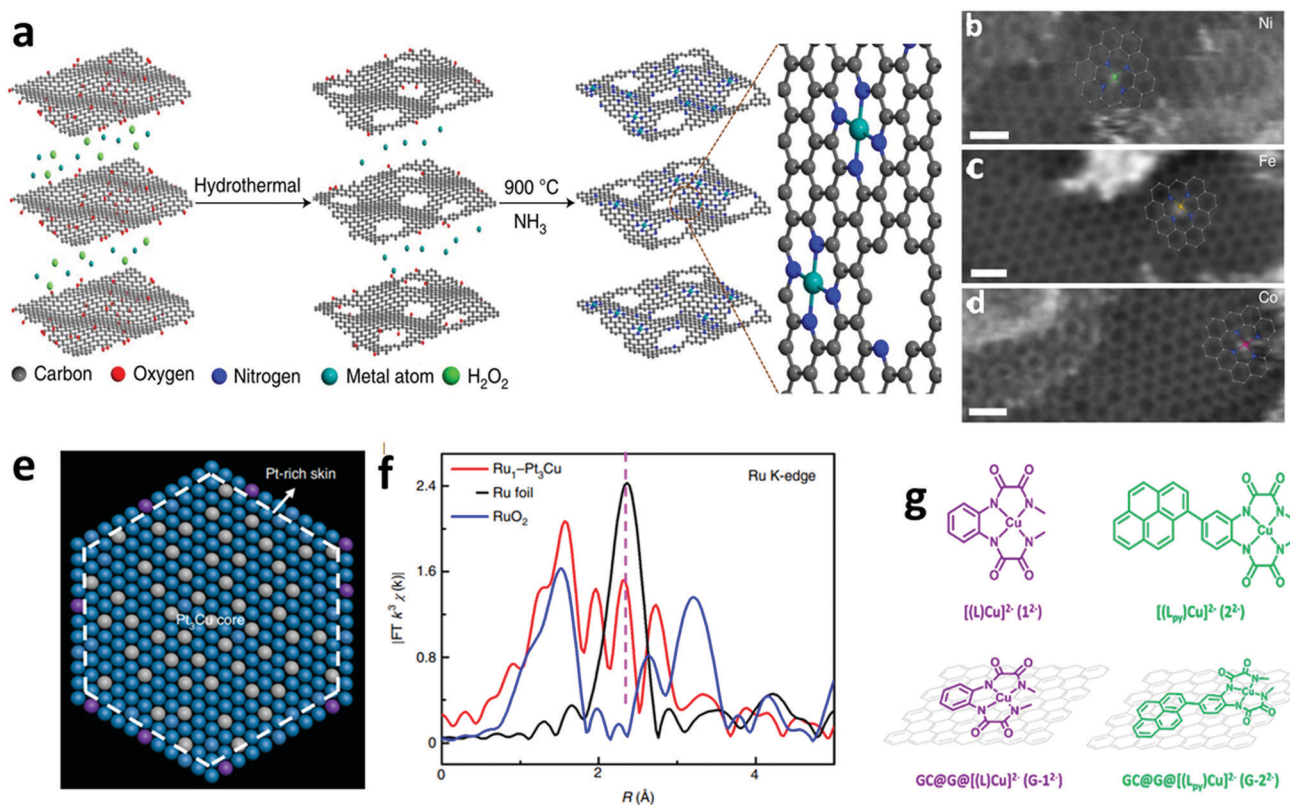 a
Hydrothermal
900 °C
NH₃
Carbon
Oxygen
Nitrogen
Metal atom
H₂O₂
b
Ni
c
Fe
d
Co
e
Pt-rich skin
Pt₃Cu core
f
Ru₁–Pt₃Cu
Ru foil
RuO₂
Ru K-edge
|FT k³ χ(k)|
2.4
1.6
0.8
0
0
2
4
R (Å)
g
O
O
N
N
Cu
N
N
O
O
[(L)Cu]²⁻ (1²⁻)
O
O
N
N
Cu
N
N
O
O
[(Lpy)Cu]²⁻ (2²⁻)
O
O
N
N
Cu
N
N
O
O
GC@G@[(L)Cu]²⁻ (G-1²⁻)
O
O
N
N
Cu
N
N
O
O
GC@G@[(Lpy)Cu]²⁻ (G-2²⁻)